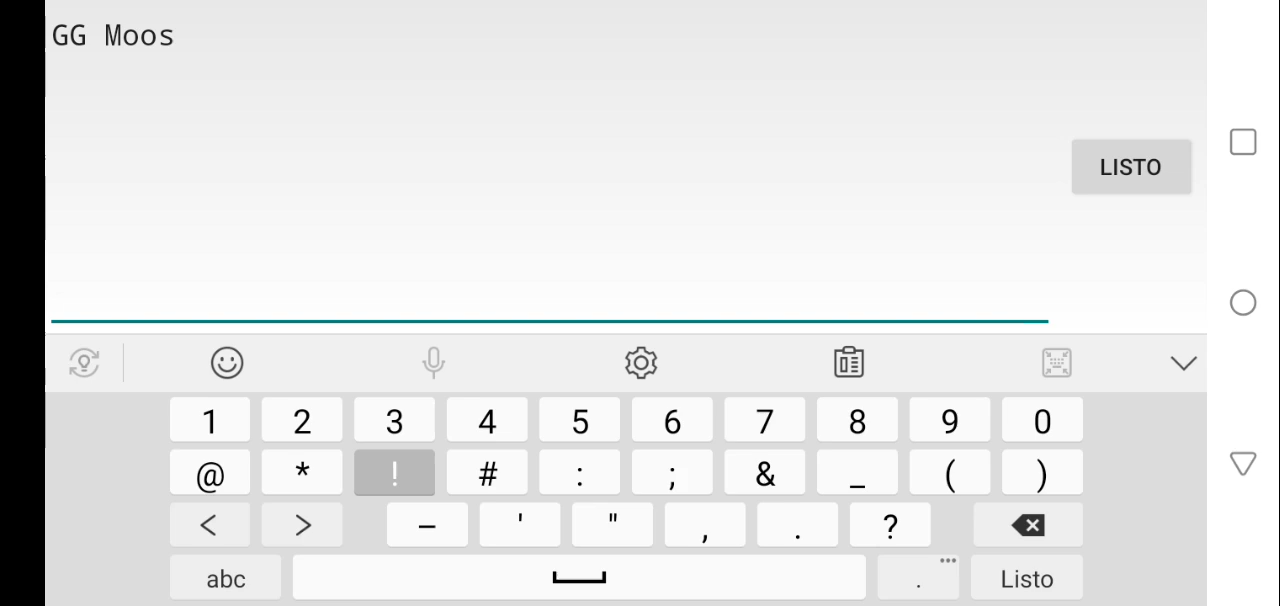 GG Moos
LISTO
1 2 3 4 5 6 7 8 9 0
@ * ! # : ; & _ ( )
< > – ' " , . ?
abc . Listo